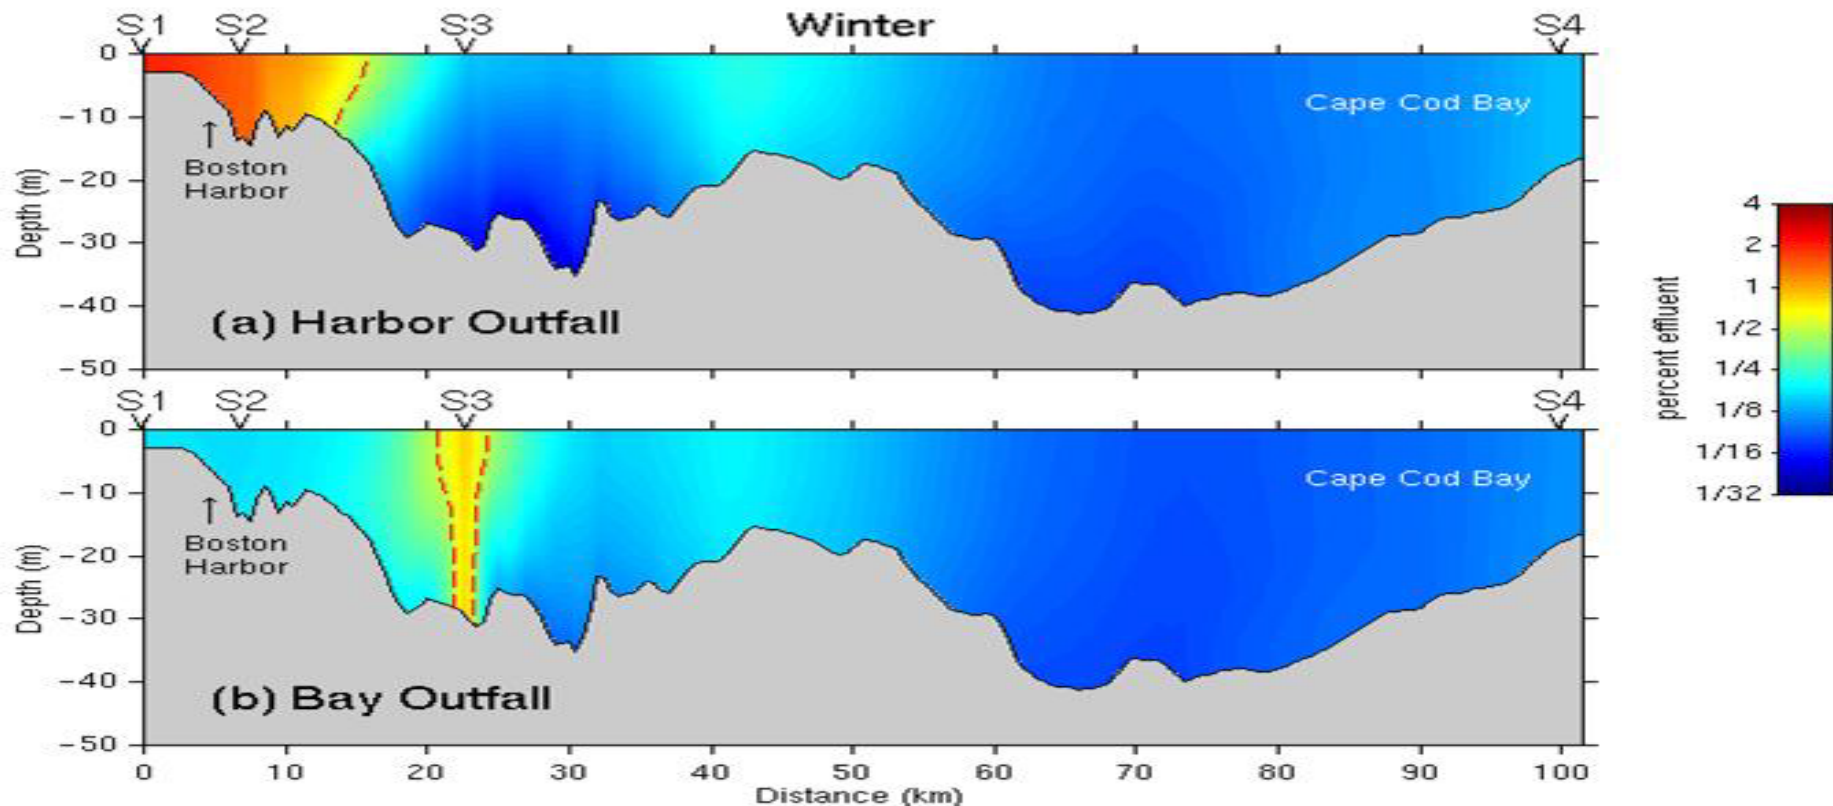 S1 S2 S3 Winter S4
0
-10
-20
-30
-40
-50
Depth (m)
↑
Boston
Harbor
Cape Cod Bay
(a) Harbor Outfall
S1 S2 S3 S4
0
-10
-20
-30
-40
-50
Depth (m)
↑
Boston
Harbor
Cape Cod Bay
(b) Bay Outfall
0 10 20 30 40 50 60 70 80 90 100
Distance (km)
percent effluent
4
2
1
1/2
1/4
1/8
1/16
1/32